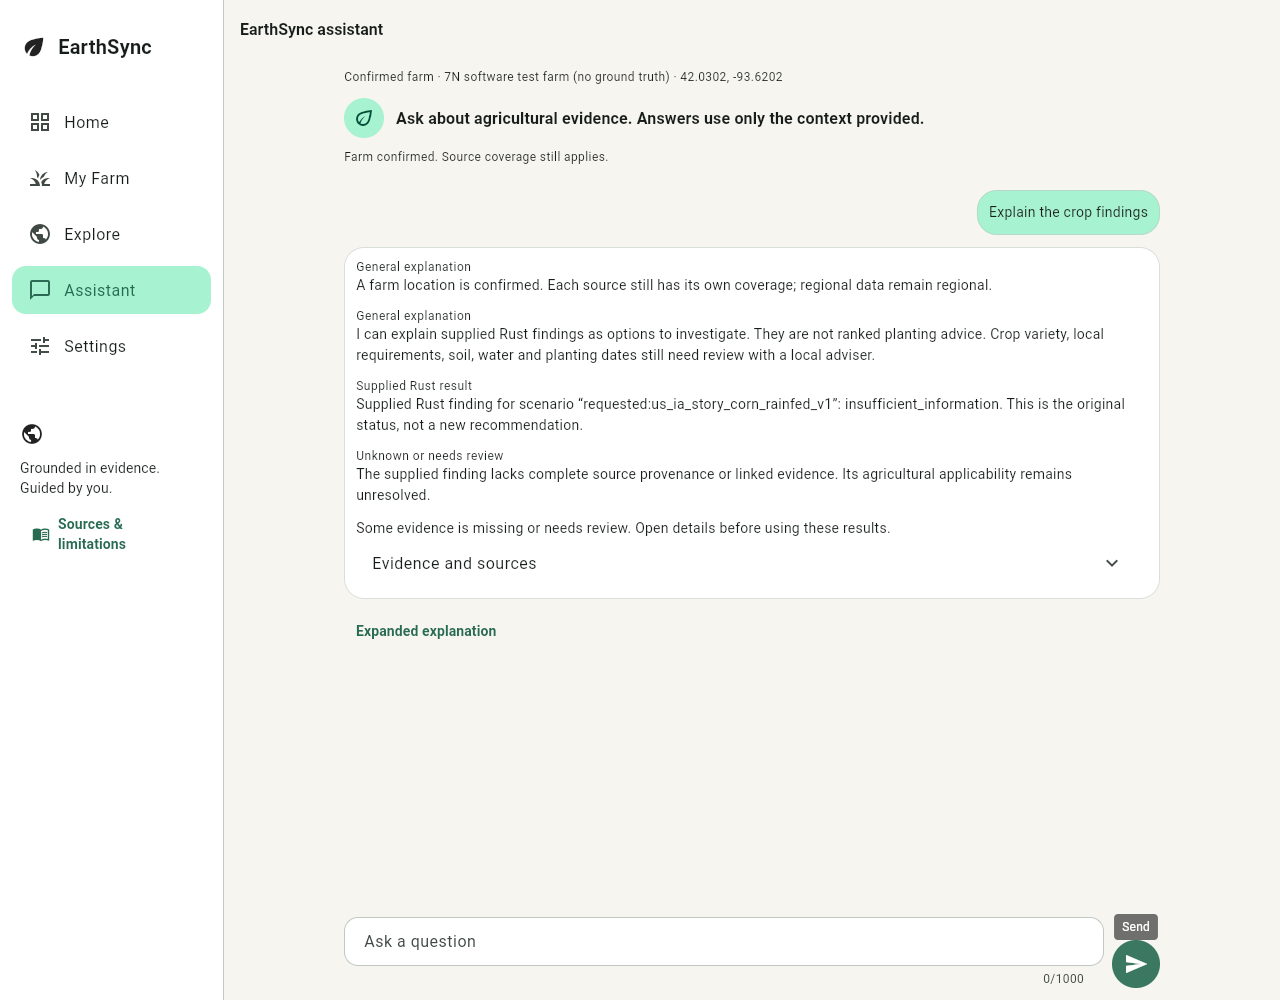 EarthSync
Home
My Farm
Explore
Assistant
Settings
Grounded in evidence.
Guided by you.
Sources &
limitations
EarthSync assistant
Confirmed farm · 7N software test farm (no ground truth) · 42.0302, -93.6202
Ask about agricultural evidence. Answers use only the context provided.
Farm confirmed. Source coverage still applies.
Explain the crop findings
General explanation
A farm location is confirmed. Each source still has its own coverage; regional data remain regional.
General explanation
I can explain supplied Rust findings as options to investigate. They are not ranked planting advice. Crop variety, local
requirements, soil, water and planting dates still need review with a local adviser.
Supplied Rust result
Supplied Rust finding for scenario “requested:us_ia_story_corn_rainfed_v1”: insufficient_information. This is the original
status, not a new recommendation.
Unknown or needs review
The supplied finding lacks complete source provenance or linked evidence. Its agricultural applicability remains
unresolved.
Some evidence is missing or needs review. Open details before using these results.
Evidence and sources
Expanded explanation
Ask a question
Send
0/1000